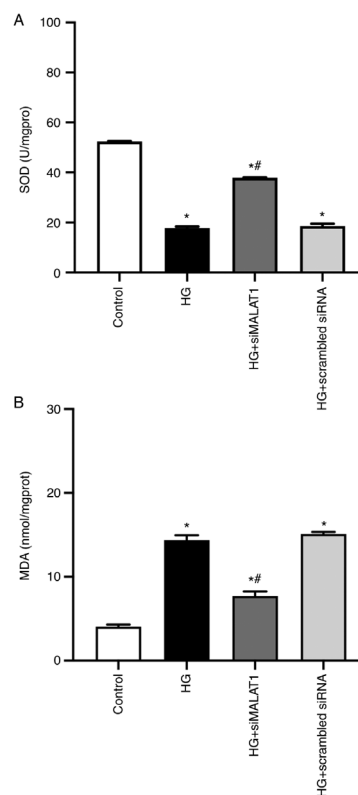 A
100
80
60
40
20
0
SOD (U/mgpro)
*
*#
*
Control
HG
HG+siMALAT1
HG+scrambled siRNA
B
30
20
10
0
MDA (nmol/mgprot)
*
*#
*
Control
HG
HG+siMALAT1
HG+scrambled siRNA